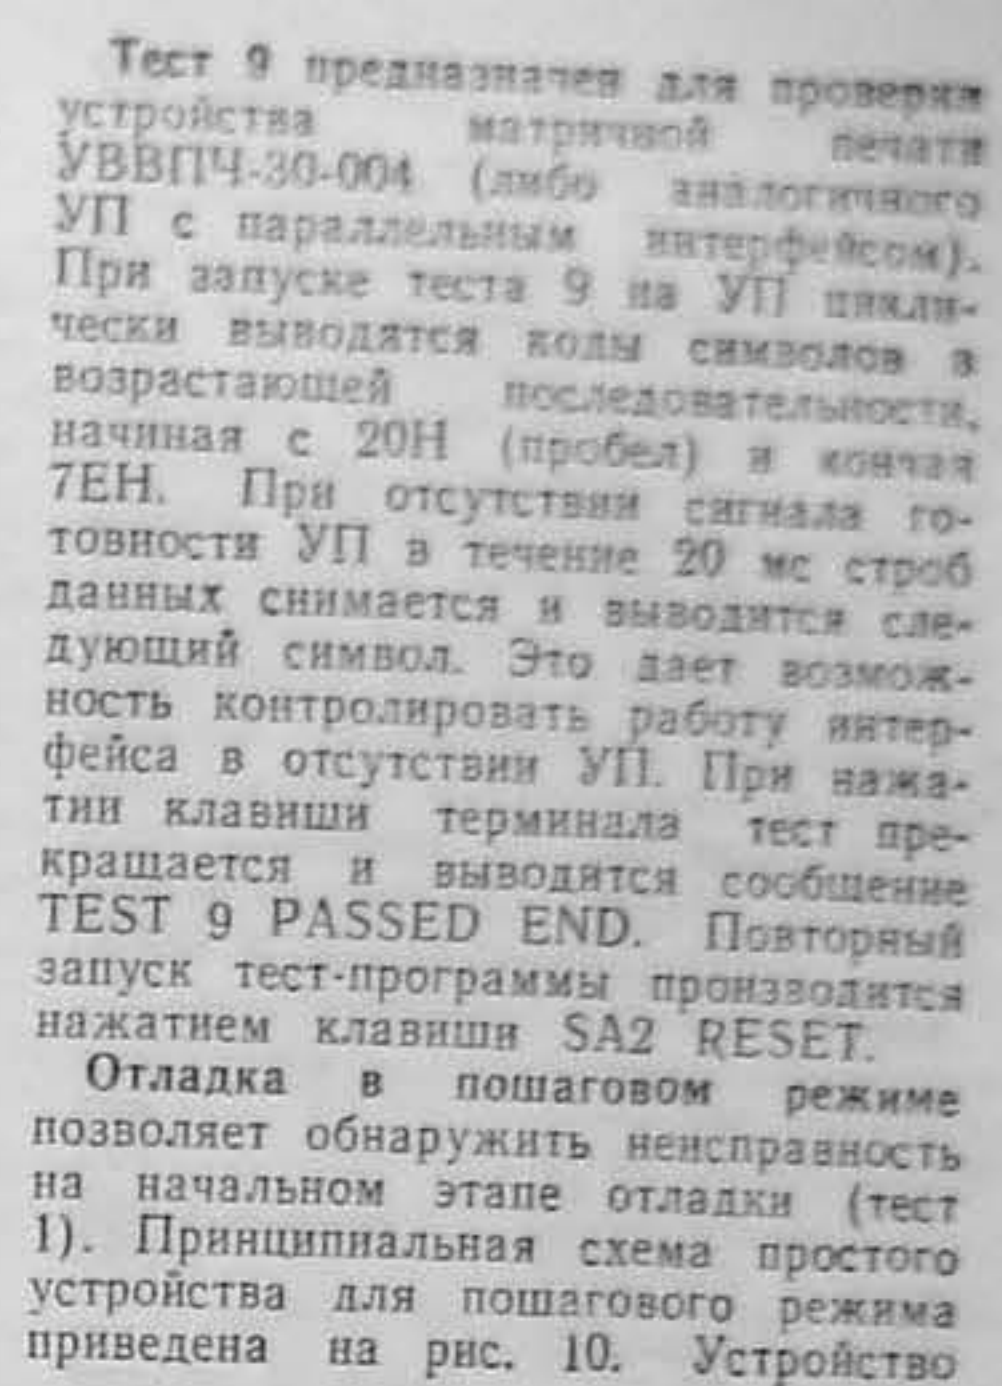 Тест 9 предназначен для проверки
устройства матричной печати
УВВПЧ-30-004 (либо аналогичного
УП с параллельным интерфейсом).
При запуске теста 9 на УП цикли-
чески выводятся коды символов в
возрастающей последовательности,
начиная с 20Н (пробел) и кончая
7ЕН. При отсутствии сигнала го-
товности УП в течение 20 мс строб
данных снимается и выводится сле-
дующий символ. Это дает возмож-
ность контролировать работу интер-
фейса в отсутствии УП. При нажа-
тии клавиши терминала тест пре-
кращается и выводится сообщение
TEST 9 PASSED END. Повторный
запуск тест-программы производится
нажатием клавиши SA2 RESET.
Отладка в пошаговом режиме
позволяет обнаружить неисправность
на начальном этапе отладки (тест
1). Принципиальная схема простого
устройства для пошагового режима
приведена на рис. 10. Устройство